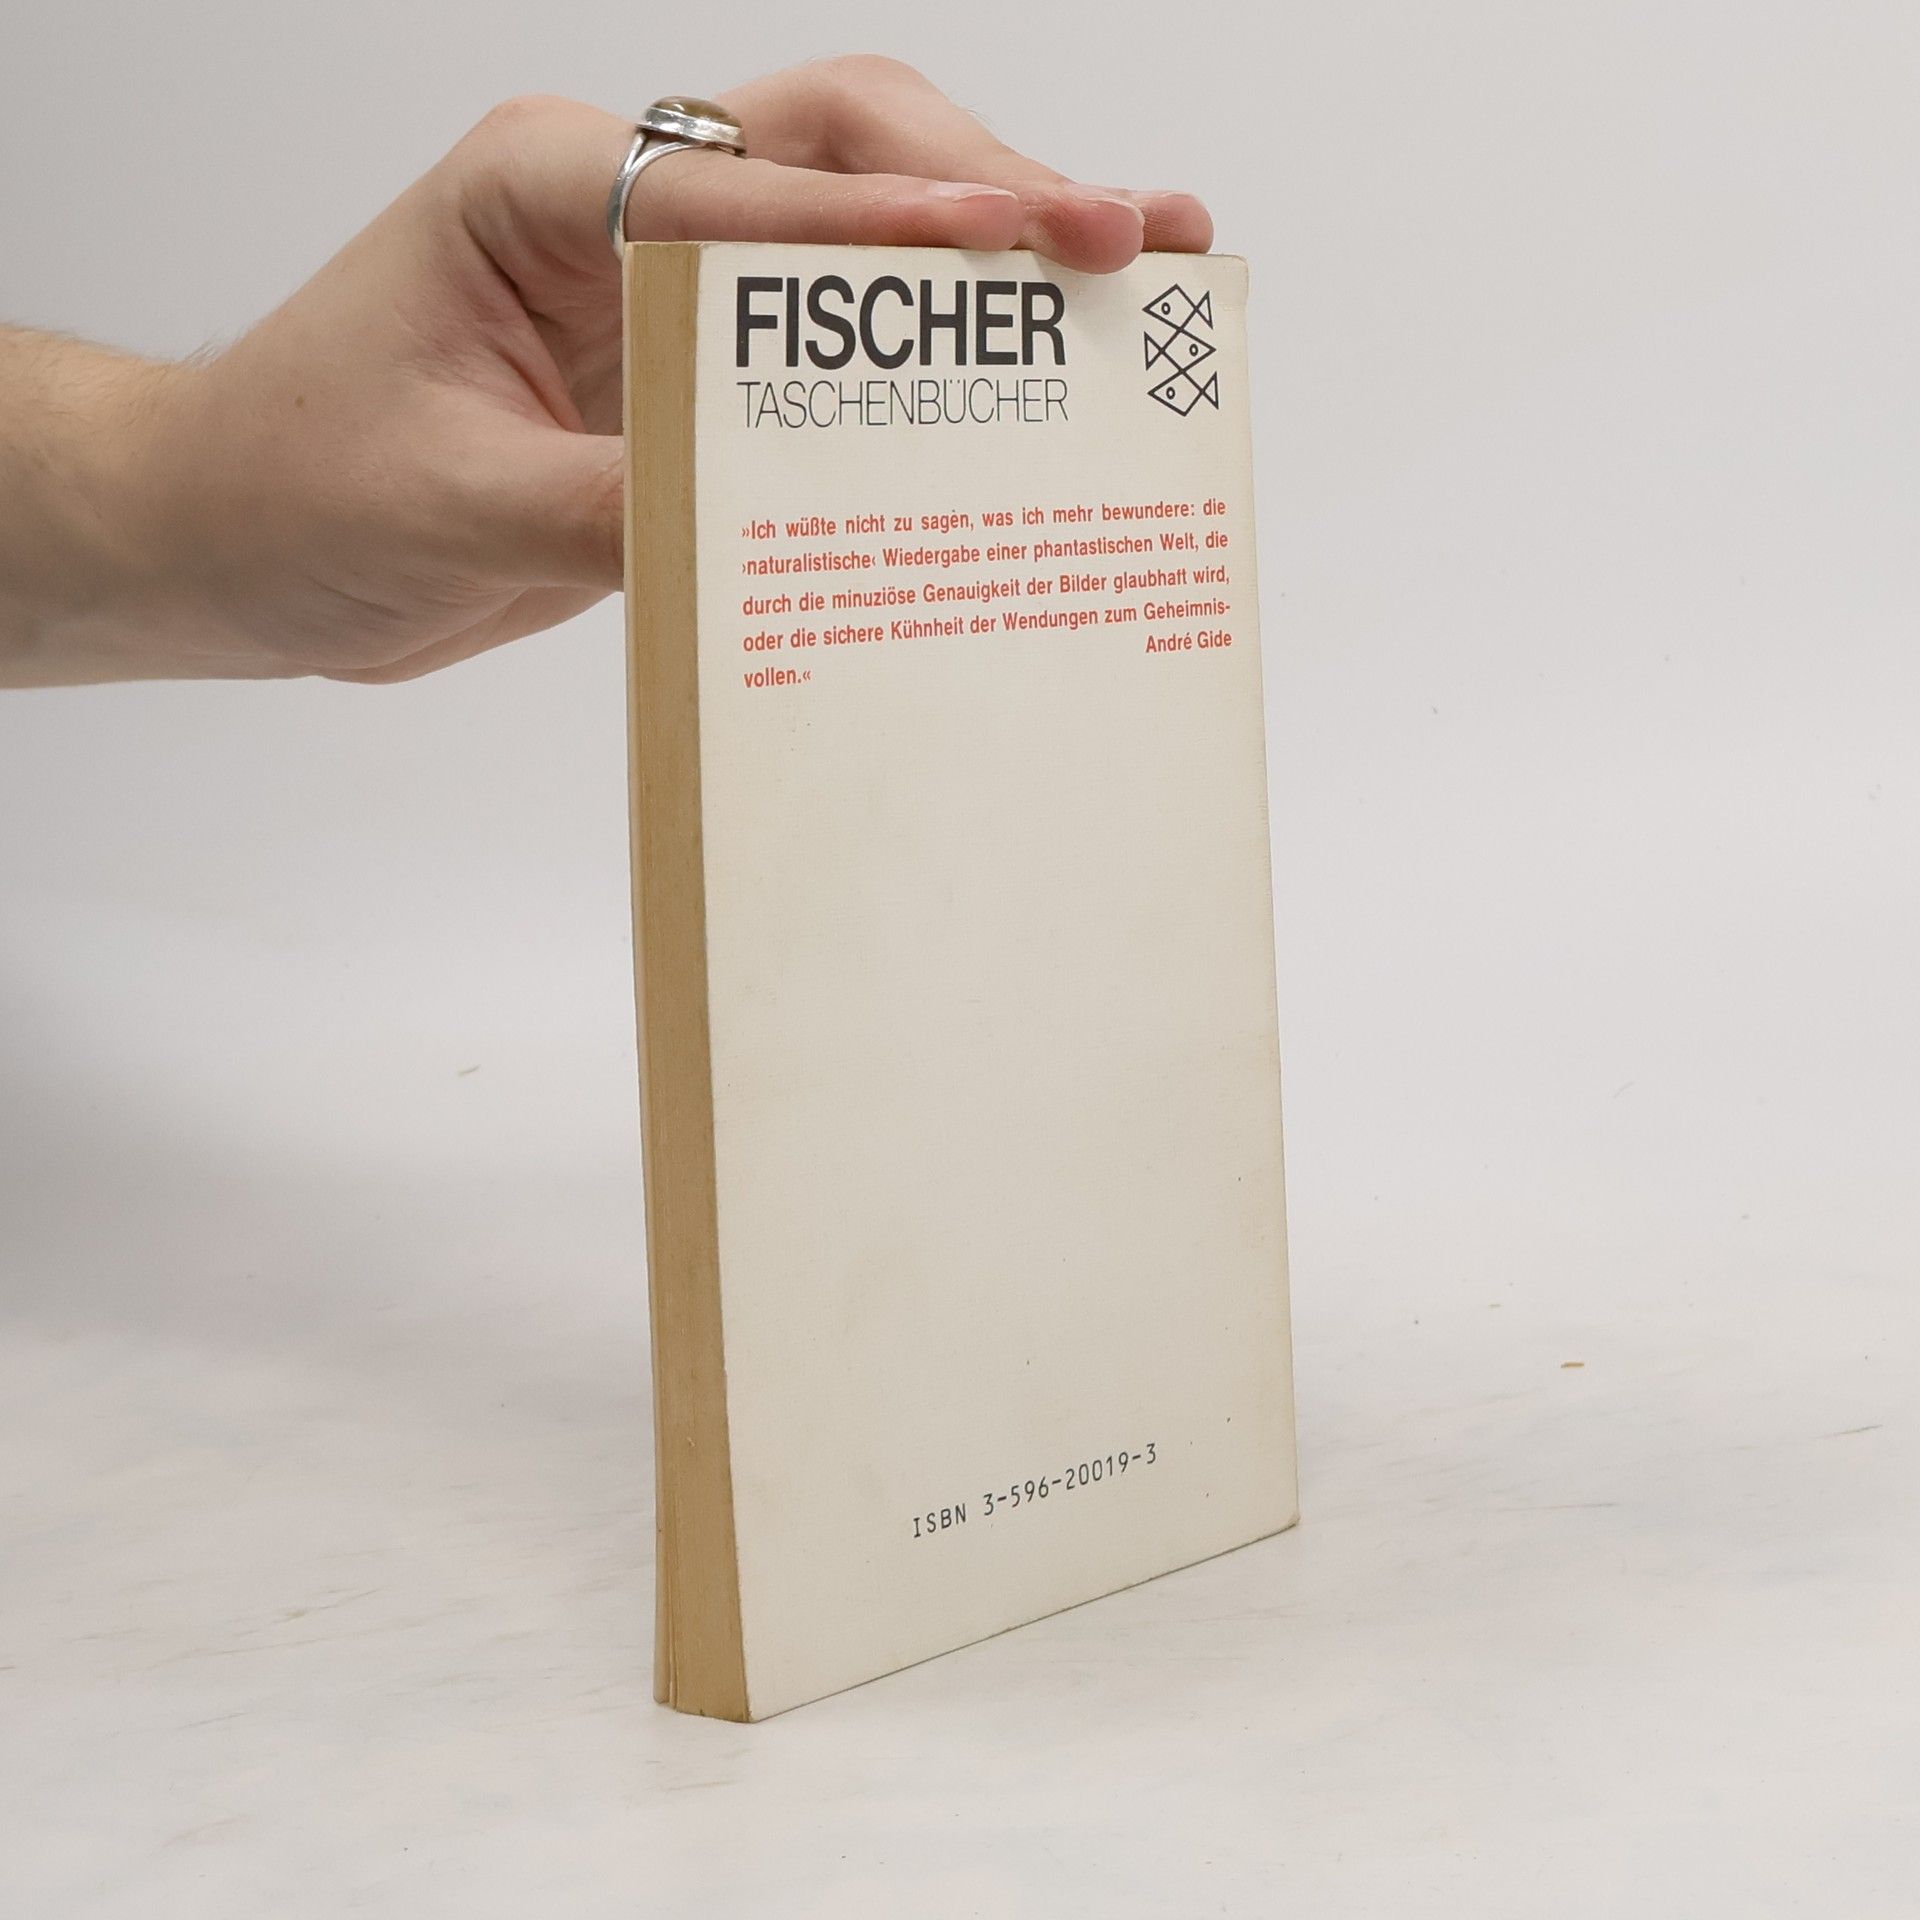 FISCHER
TASCHENBÜCHER
»Ich wüßte nicht zu sagen, was ich mehr bewundere: die
›naturalistische‹ Wiedergabe einer phantastischen Welt, die
durch die minuziöse Genauigkeit der Bilder glaubhaft wird,
oder die sichere Kühnheit der Wendungen zum Geheimnis-
vollen.«
André Gide
ISBN 3-596-20019-3